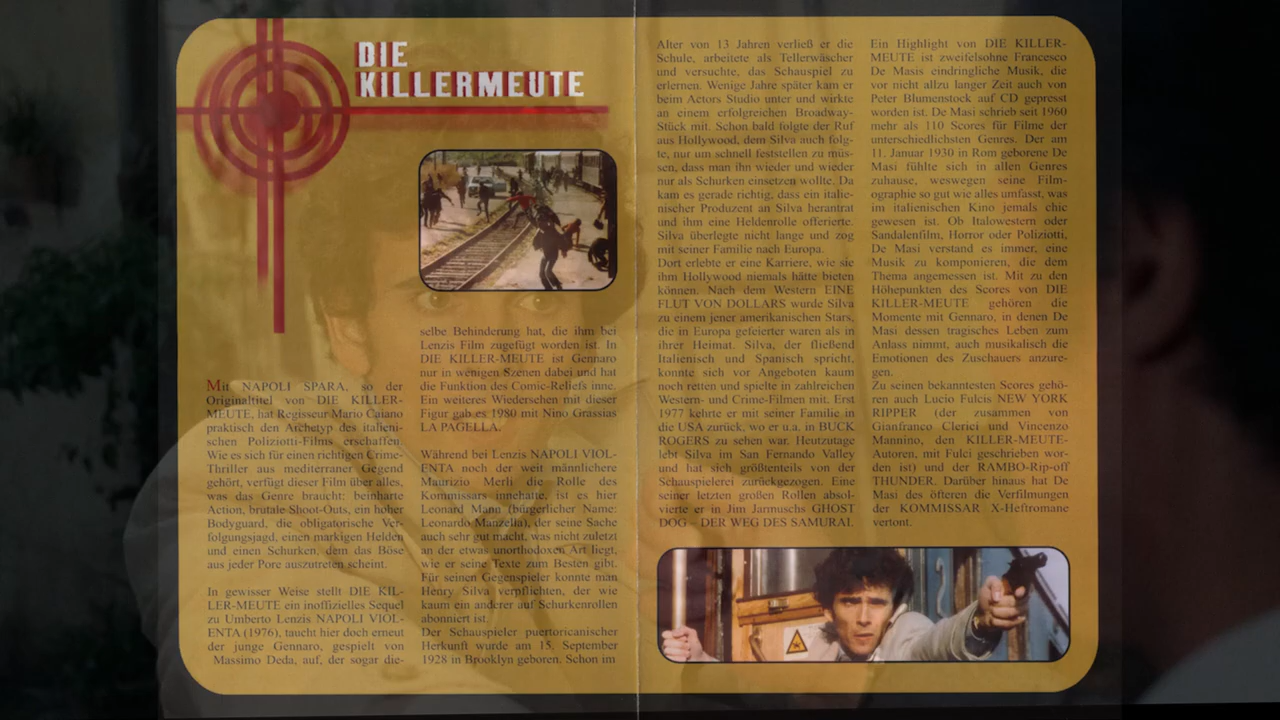 DIE
KILLERMEUTE
Mit NAPOLI SPARA, so der
Originaltitel von DIE KILLER-
MEUTE, hat Regisseur Mario Caiano
praktisch den Archetyp des italieni-
schen Poliziotti-Films erschaffen.
Wie es sich für einen richtigen Crime-
Thriller aus mediterraner Gegend
gehört, verfügt dieser Film über alles,
was das Genre braucht: beinharte
Action, brutale Shoot-Outs, ein hoher
Bodyguard, die obligatorische Ver-
folgungsjagd, einen markigen Helden
und einen Schurken, dem das Böse
aus jeder Pore auszutreten scheint.
In gewisser Weise stellt DIE KIL-
LER-MEUTE ein inoffizielles Sequel
zu Umberto Lenzis NAPOLI VIOL-
ENTA (1976), taucht hier doch erneut
der junge Gennaro, gespielt von
Massimo Deda, auf, der sogar die-
selbe Behinderung hat, die ihm bei
Lenzis Film zugefügt worden ist. In
DIE KILLER-MEUTE ist Gennaro
nur in wenigen Szenen dabei und hat
die Funktion des Comic-Reliefs inne.
Ein weiteres Wiedersehen mit dieser
Figur gab es 1980 mit Nino Grassias
LA PAGELLA.
Während bei Lenzis NAPOLI VIOL-
ENTA noch der weit männlichere
Maurizio Merli die Rolle des
Kommissars innehatte, ist es hier
Leonard Mann (bürgerlicher Name:
Leonardo Manzella), der seine Sache
auch sehr gut macht, was nicht zuletzt
an der etwas unorthodoxen Art liegt,
wie er seine Texte zum Besten gibt.
Für seinen Gegenspieler konnte man
Henry Silva verpflichten, der wie
kaum ein anderer auf Schurkenrollen
abonniert ist.
Der Schauspieler puertoricanischer
Herkunft wurde am 15. September
1928 in Brooklyn geboren. Schon im
Alter von 13 Jahren verließ er die
Schule, arbeitete als Tellerwäscher
und versuchte, das Schauspiel zu
erlernen. Wenige Jahre später kam er
beim Actors Studio unter und wirkte
an einem erfolgreichen Broadway-
Stück mit. Schon bald folgte der Ruf
aus Hollywood, dem Silva auch folg-
te, nur um schnell feststellen zu müs-
sen, dass man ihn wieder und wieder
nur als Schurken einsetzen wollte. Da
kam es gerade richtig, dass ein italie-
nischer Produzent an Silva herantrat
und ihm eine Heldenrolle offerierte.
Silva überlegte nicht lange und zog
mit seiner Familie nach Europa.
Dort erlebte er eine Karriere, wie sie
ihm Hollywood niemals hätte bieten
können. Nach dem Western EINE
FLUT VON DOLLARS wurde Silva
zu einem jener amerikanischen Stars,
die in Europa gefeierter waren als in
ihrer Heimat. Silva, der fließend
Italienisch und Spanisch spricht,
konnte sich vor Angeboten kaum
noch retten und spielte in zahlreichen
Western- und Crime-Filmen mit. Erst
1977 kehrte er mit seiner Familie in
die USA zurück, wo er u.a. in BUCK
ROGERS zu sehen war. Heutzutage
lebt Silva im San Fernando Valley
und hat sich größtenteils von der
Schauspielerei zurückgezogen. Eine
seiner letzten großen Rollen absol-
vierte er in Jim Jarmuschs GHOST
DOG - DER WEG DES SAMURAI.
Ein Highlight von DIE KILLER-
MEUTE ist zweifelsohne Francesco
De Masis eindringliche Musik, die
vor nicht allzu langer Zeit auch von
Peter Blumenstock auf CD gepresst
worden ist. De Masi schrieb seit 1960
mehr als 110 Scores für Filme der
unterschiedlichsten Genres. Der am
11. Januar 1930 in Rom geborene De
Masi fühlte sich in allen Genres
zuhause, weswegen seine Film-
ographie so gut wie alles umfasst, was
im italienischen Kino jemals chic
gewesen ist. Ob Italowestern oder
Sandalenfilm, Horror oder Poliziotti,
De Masi verstand es immer, eine
Musik zu komponieren, die dem
Thema angemessen ist. Mit zu den
Höhepunkten des Scores von DIE
KILLER-MEUTE gehören die
Momente mit Gennaro, in denen De
Masi dessen tragisches Leben zum
Anlass nimmt, auch musikalisch die
Emotionen des Zuschauers anzure-
gen.
Zu seinen bekanntesten Scores gehö-
ren auch Lucio Fulcis NEW YORK
RIPPER (der zusammen von
Gianfranco Clerici und Vincenzo
Mannino, den KILLER-MEUTE-
Autoren, mit Fulci geschrieben wor-
den ist) und der RAMBO-Rip-off
THUNDER. Darüber hinaus hat De
Masi des öfteren die Verfilmungen
der KOMMISSAR X-Heftromane
vertont.